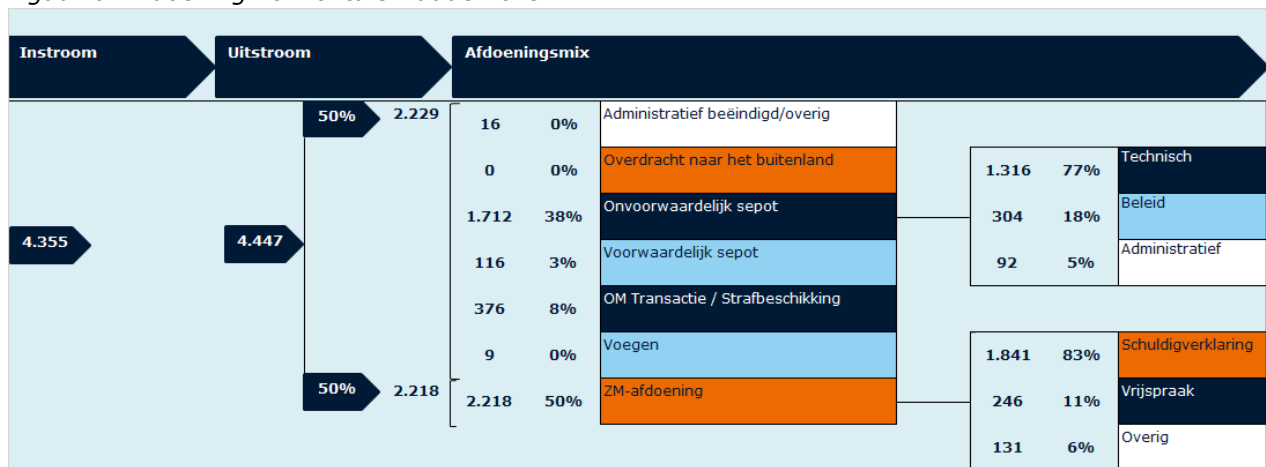 Instroom
Uitstroom
Afdoeningsmix
50%
2.229
16 0% Administratief beëindigd/overig
0 0% Overdracht naar het buitenland
1.316 77% Technisch
1.712 38% Onvoorwaardelijk sepot
304 18% Beleid
4.355
4.447
116 3% Voorwaardelijk sepot
92 5% Administratief
376 8% OM Transactie / Strafbeschikking
9 0% Voegen
1.841 83% Schuldigverklaring
50%
2.218
2.218 50% ZM-afdoening
246 11% Vrijspraak
131 6% Overig